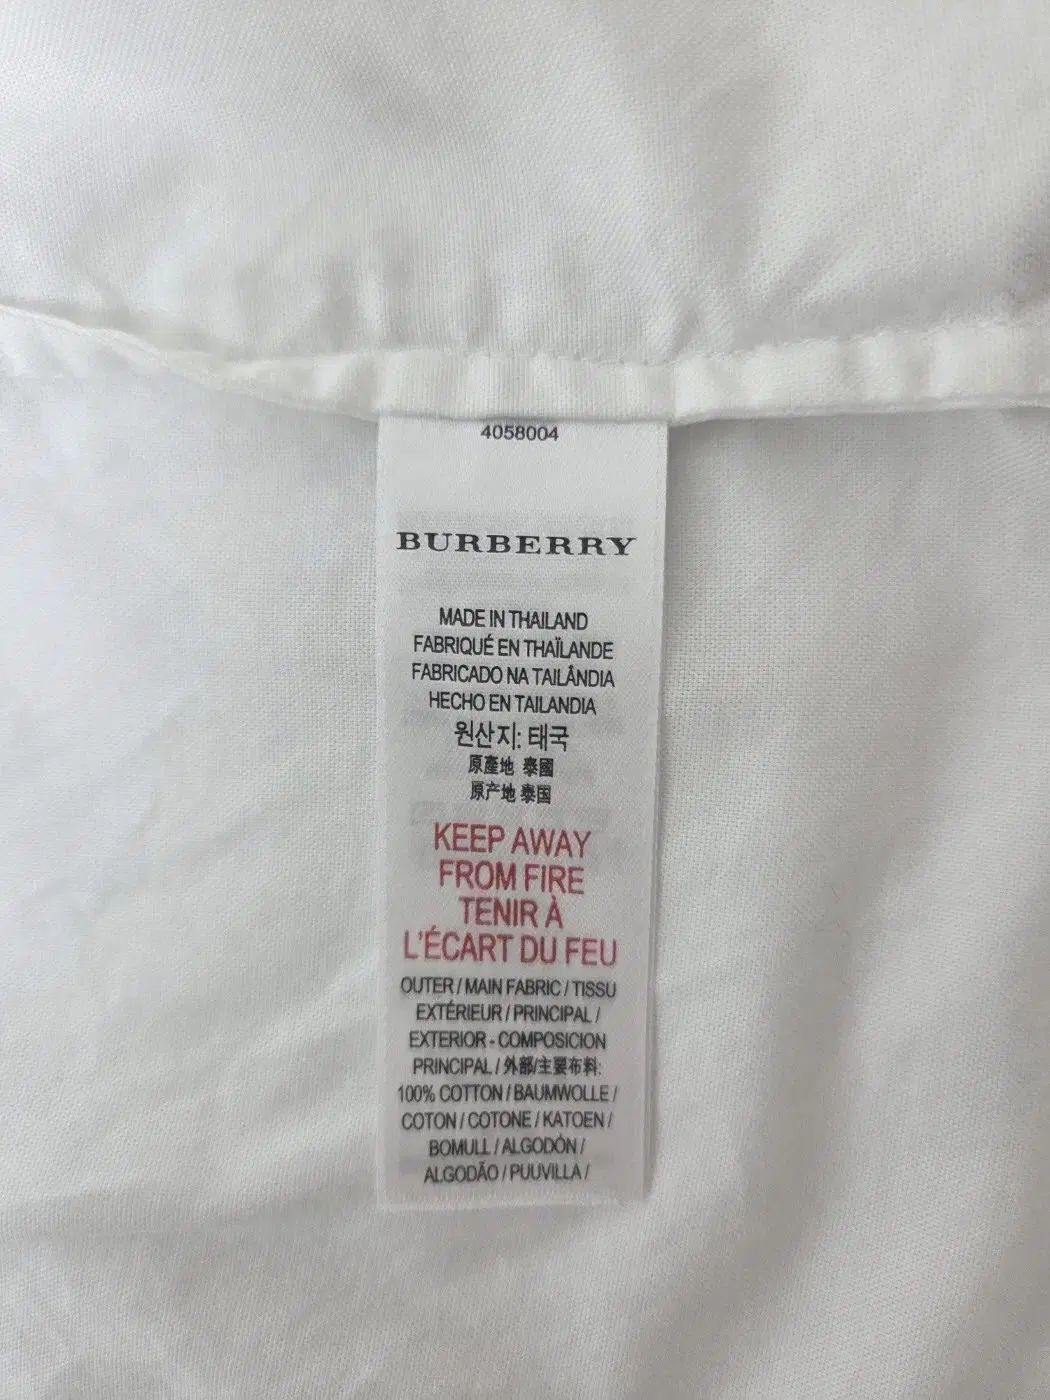 4058004
BURBERRY
MADE IN THAILAND
FABRIQUÉ EN THAÏLANDE
FABRICADO NA TAILÂNDIA
HECHO EN TAILANDIA
원산지: 태국
原產地 泰國
原产地 泰国
KEEP AWAY
FROM FIRE
TENIR À
L'ÉCART DU FEU
OUTER / MAIN FABRIC / TISSU
EXTÉRIEUR / PRINCIPAL /
EXTERIOR - COMPOSICION
PRINCIPAL / 外部/主要布料:
100% COTTON / BAUMWOLLE /
COTON / COTONE / KATOEN /
BOMULL / ALGODÓN /
ALGODÃO / PUUVILLA /